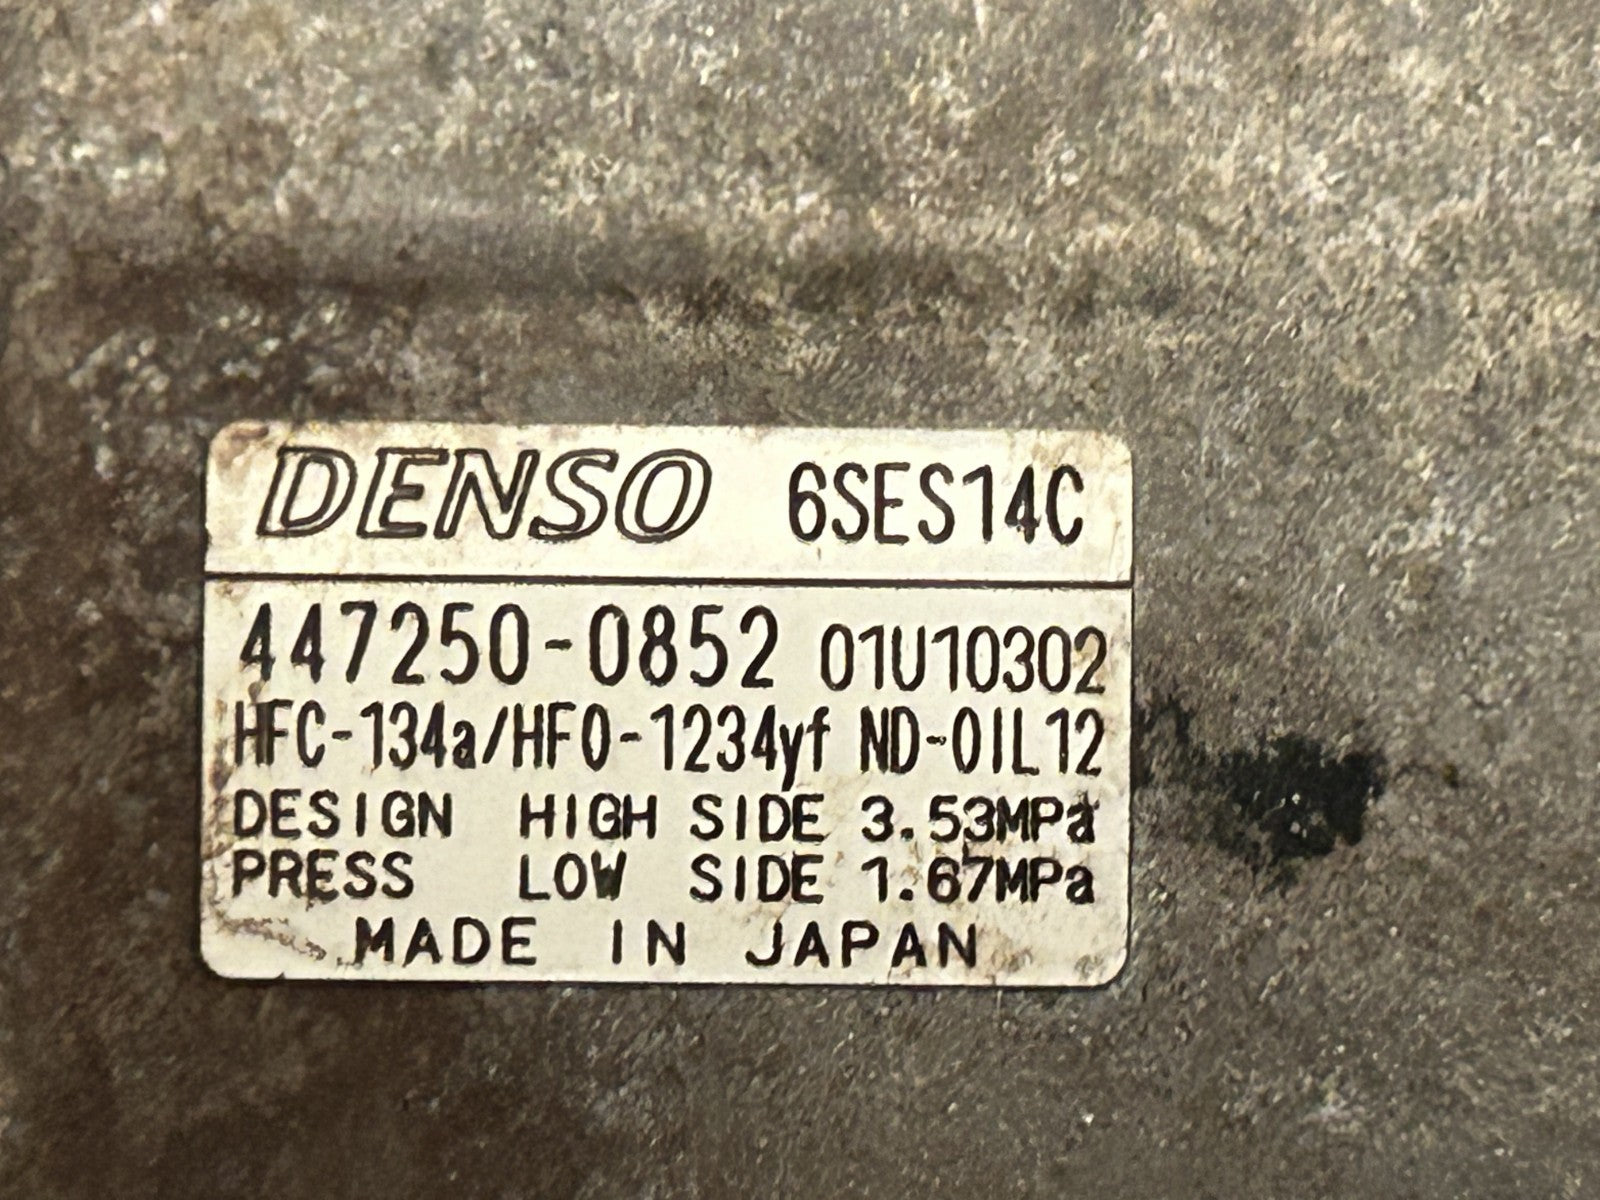 DENSO 6SES14C
447250-0852 01U10302
HFC-134a/HFO-1234yf ND-OIL12
DESIGN HIGH SIDE 3.53MPa
PRESS LOW SIDE 1.67MPa
MADE IN JAPAN